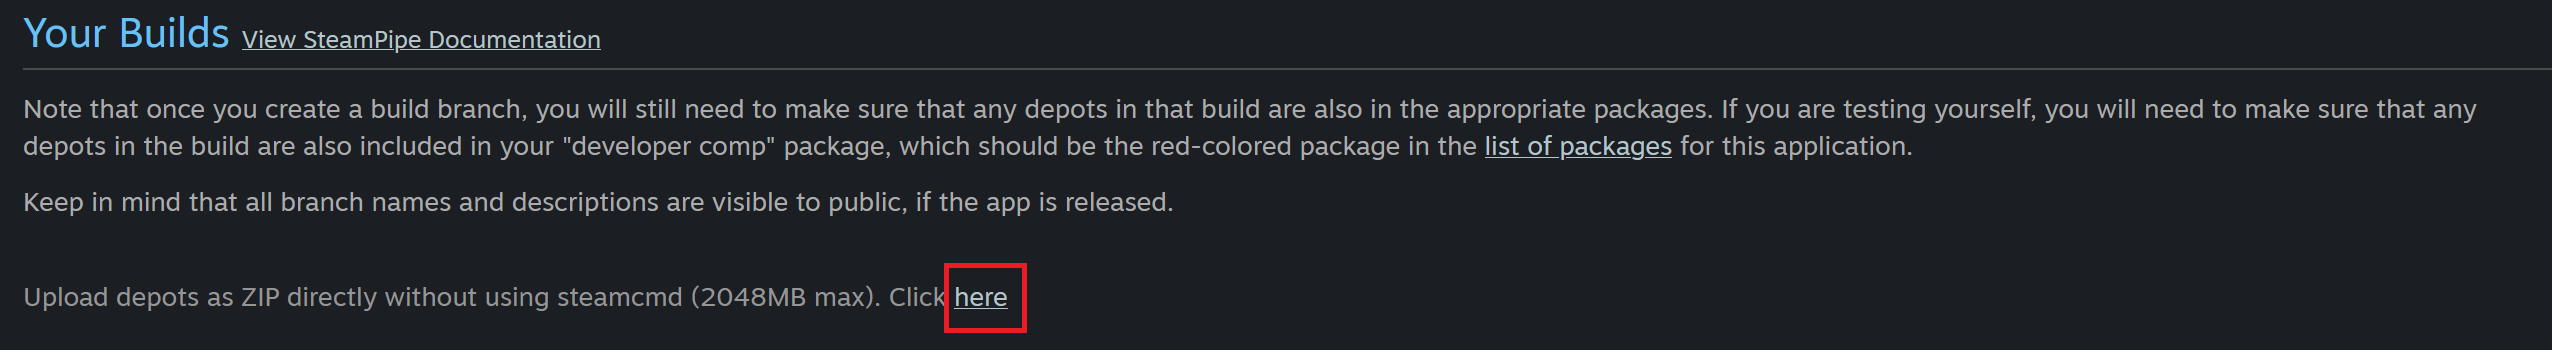 Your Builds View SteamPipe Documentation
Note that once you create a build branch, you will still need to make sure that any depots in that build are also in the appropriate packages. If you are testing yourself, you will need to make sure that any
depots in the build are also included in your "developer comp" package, which should be the red-colored package in the list of packages for this application.
Keep in mind that all branch names and descriptions are visible to public, if the app is released.
Upload depots as ZIP directly without using steamcmd (2048MB max). Click here